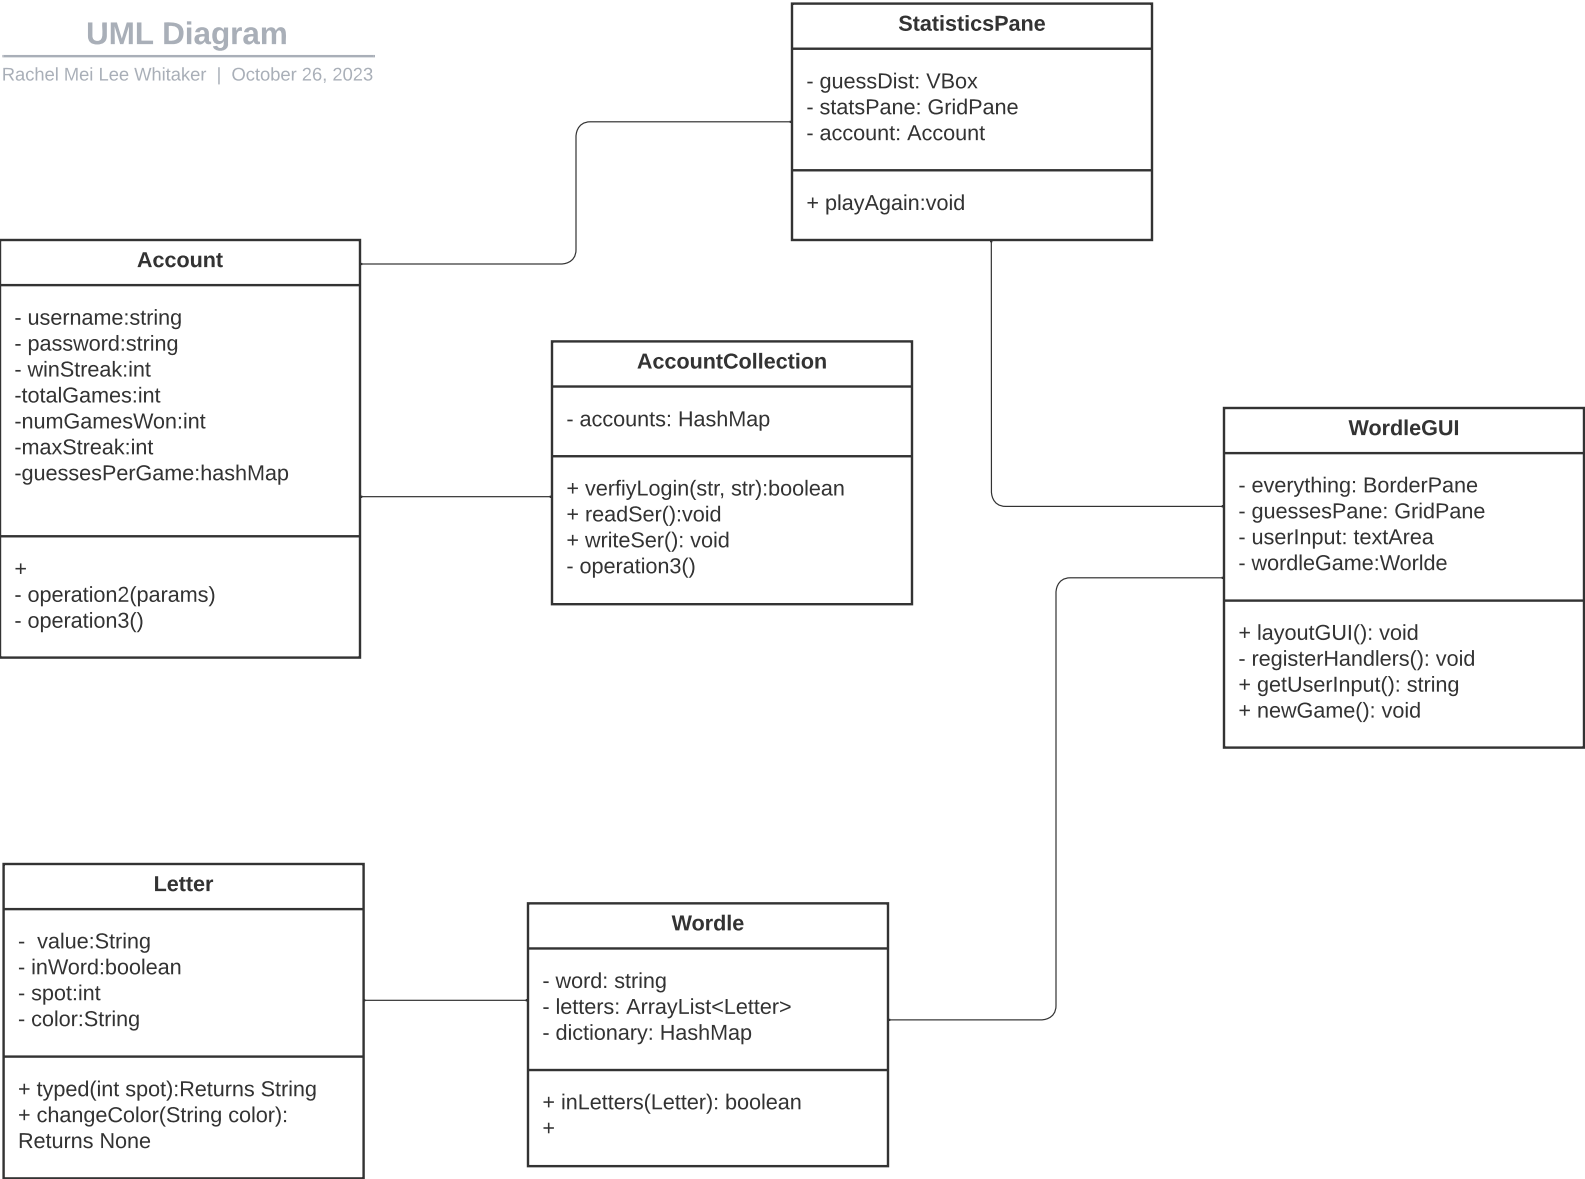 UML Diagram
Rachel Mei Lee Whitaker | October 26, 2023
StatisticsPane
- guessDist: VBox
- statsPane: GridPane
- account: Account
+ playAgain:void
Account
- username:string
- password:string
- winStreak:int
-totalGames:int
-numGamesWon:int
-maxStreak:int
-guessesPerGame:hashMap
+
- operation2(params)
- operation3()
AccountCollection
- accounts: HashMap
+ verfiyLogin(str, str):boolean
+ readSer():void
+ writeSer(): void
- operation3()
WordleGUI
- everything: BorderPane
- guessesPane: GridPane
- userInput: textArea
- wordleGame:Worlde
+ layoutGUI(): void
- registerHandlers(): void
+ getUserInput(): string
+ newGame(): void
Letter
- value:String
- inWord:boolean
- spot:int
- color:String
+ typed(int spot):Returns String
+ changeColor(String color):
Returns None
Wordle
- word: string
- letters: ArrayList<Letter>
- dictionary: HashMap
+ inLetters(Letter): boolean
+